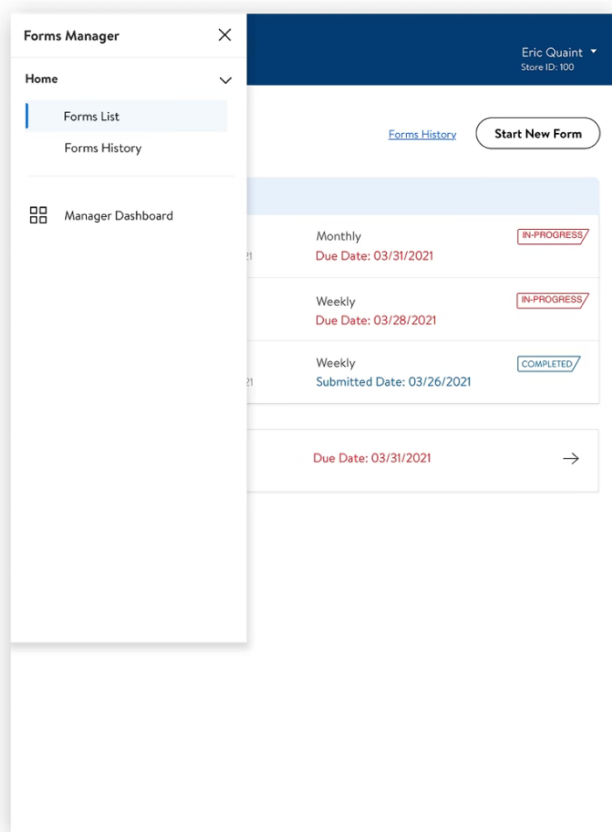 Forms Manager
Home
Forms List
Forms History
Manager Dashboard
Eric Quaint
Store ID: 100
Forms History
Start New Form
Monthly
IN-PROGRESS
Due Date: 03/31/2021
Weekly
IN-PROGRESS
Due Date: 03/28/2021
Weekly
COMPLETED
Submitted Date: 03/26/2021
Due Date: 03/31/2021